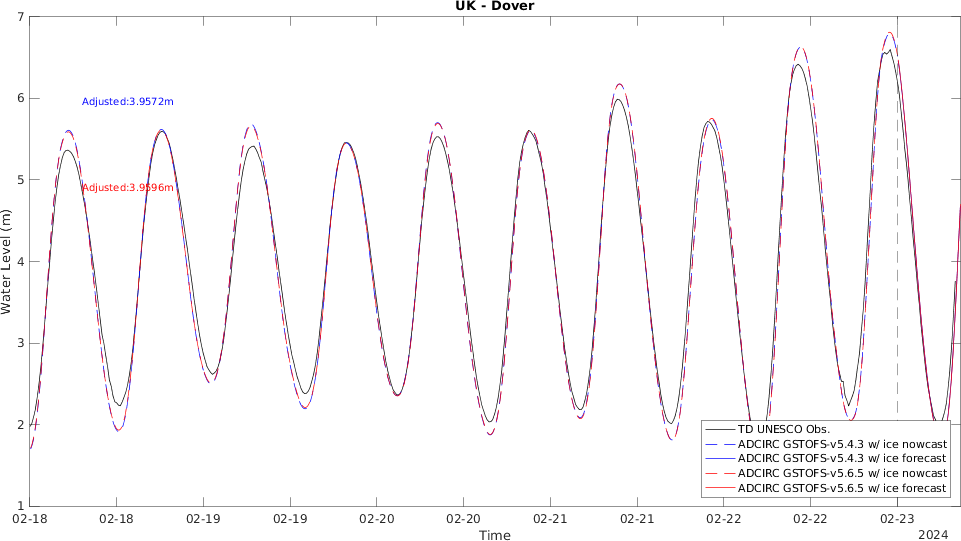 UK - Dover
7
6
5
4
3
2
1
Water Level (m)
Adjusted:3.9572m
Adjusted:3.9596m
TD UNESCO Obs.
ADCIRC GSTOFS-v5.4.3 w/ ice nowcast
ADCIRC GSTOFS-v5.4.3 w/ ice forecast
ADCIRC GSTOFS-v5.6.5 w/ ice nowcast
ADCIRC GSTOFS-v5.6.5 w/ ice forecast
02-18 02-18 02-19 02-19 02-20 02-20 02-21 02-21 02-22 02-22 02-23
Time
2024